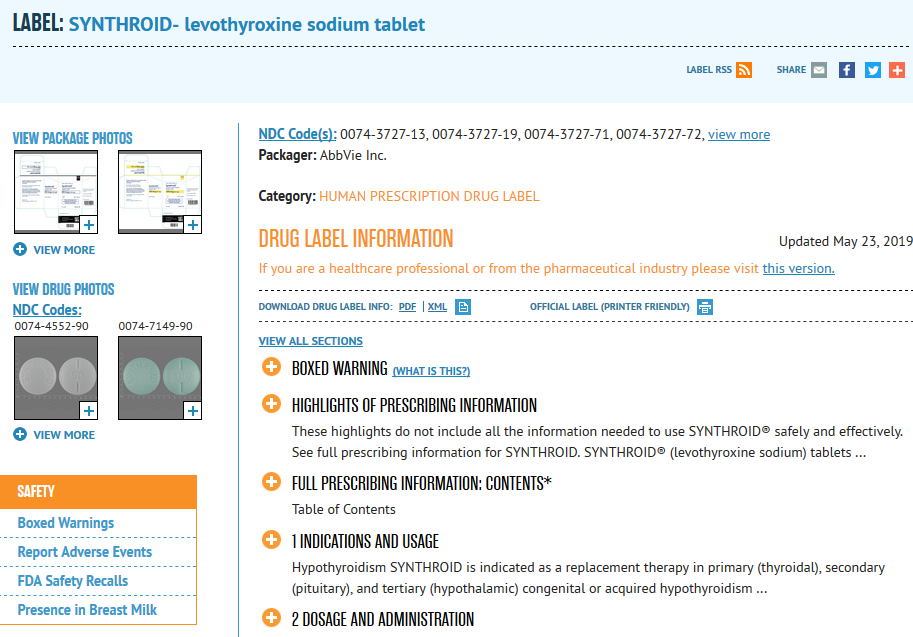 LABEL: SYNTHROID- levothyroxine sodium tablet
LABEL RSS SHARE
VIEW PACKAGE PHOTOS
VIEW MORE
VIEW DRUG PHOTOS
NDC Codes:
0074-4552-90 0074-7149-90
VIEW MORE
SAFETY
Boxed Warnings
Report Adverse Events
FDA Safety Recalls
Presence in Breast Milk
NDC Code(s): 0074-3727-13, 0074-3727-19, 0074-3727-71, 0074-3727-72, view more
Packager: AbbVie Inc.
Category: HUMAN PRESCRIPTION DRUG LABEL
DRUG LABEL INFORMATION Updated May 23, 2019
If you are a healthcare professional or from the pharmaceutical industry please visit this version.
DOWNLOAD DRUG LABEL INFO: PDF | XML OFFICIAL LABEL (PRINTER FRIENDLY)
VIEW ALL SECTIONS
BOXED WARNING (WHAT IS THIS?)
HIGHLIGHTS OF PRESCRIBING INFORMATION
These highlights do not include all the information needed to use SYNTHROID® safely and effectively.
See full prescribing information for SYNTHROID. SYNTHROID® (levothyroxine sodium) tablets ...
FULL PRESCRIBING INFORMATION: CONTENTS*
Table of Contents
1 INDICATIONS AND USAGE
Hypothyroidism SYNTHROID is indicated as a replacement therapy in primary (thyroidal), secondary
(pituitary), and tertiary (hypothalamic) congenital or acquired hypothyroidism ...
2 DOSAGE AND ADMINISTRATION